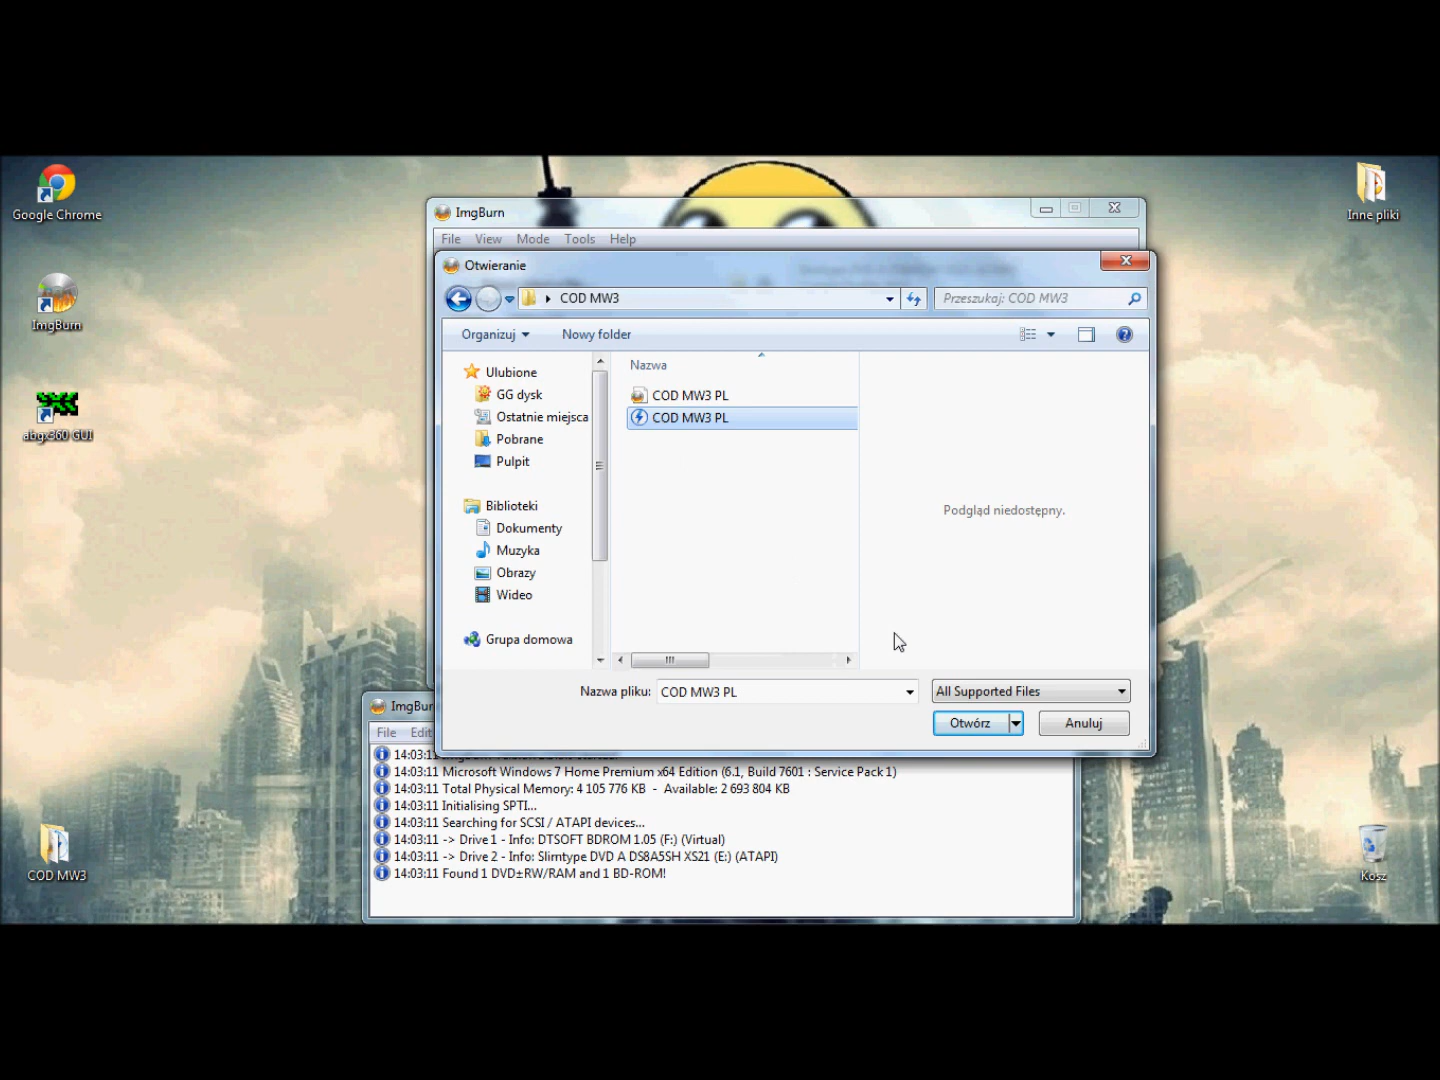 Google Chrome
ImgBurn
abgx360 GUI
COD MW3
Inne pliki
Kosz
ImgBurn
File View Mode Tools Help
Otwieranie
COD MW3
Przeszukaj: COD MW3
Organizuj Nowy folder
Ulubione
GG dysk
Ostatnie miejsca
Pobrane
Pulpit
Biblioteki
Dokumenty
Muzyka
Obrazy
Wideo
Grupa domowa
Nazwa
COD MW3 PL
COD MW3 PL
Podgląd niedostępny.
Nazwa pliku: COD MW3 PL
All Supported Files
Otwórz Anuluj
File
14:03:11
14:03:11 Microsoft Windows 7 Home Premium x64 Edition (6.1, Build 7601 : Service Pack 1)
14:03:11 Total Physical Memory: 4 105 776 KB - Available: 2 693 804 KB
14:03:11 Initialising SPTI...
14:03:11 Searching for SCSI / ATAPI devices...
14:03:11 -> Drive 1 - Info: DTSOFT BDROM 1.05 (F:) (Virtual)
14:03:11 -> Drive 2 - Info: Slimtype DVD A DS8A5SH XS21 (E:) (ATAPI)
14:03:11 Found 1 DVD±RW/RAM and 1 BD-ROM!